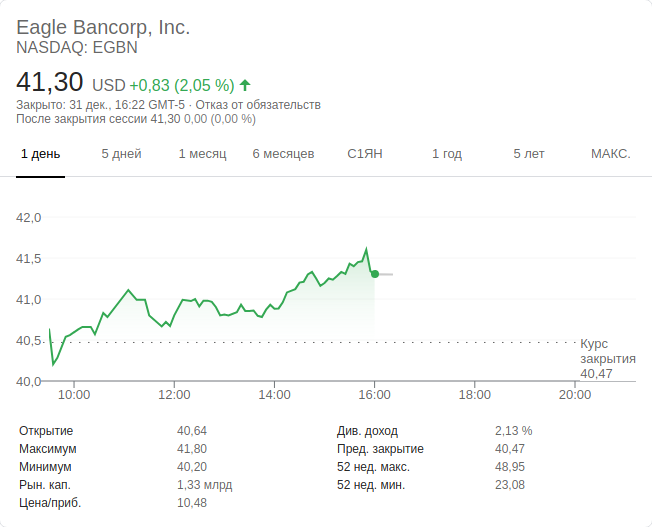 Eagle Bancorp, Inc.
NASDAQ: EGBN
41,30 USD +0,83 (2,05 %)
Закрыто: 31 дек., 16:22 GMT-5 · Отказ от обязательств
После закрытия сессии 41,30 0,00 (0,00 %)
1 день 5 дней 1 месяц 6 месяцев С1ЯН 1 год 5 лет МАКС.
42,0
41,5
41,0
40,5
Курс
закрытия
40,47
40,0
10:00 12:00 14:00 16:00 18:00 20:00
Открытие 40,64 Див. доход 2,13 %
Максимум 41,80 Пред. закрытие 40,47
Минимум 40,20 52 нед. макс. 48,95
Рын. кап. 1,33 млрд 52 нед. мин. 23,08
Цена/приб. 10,48